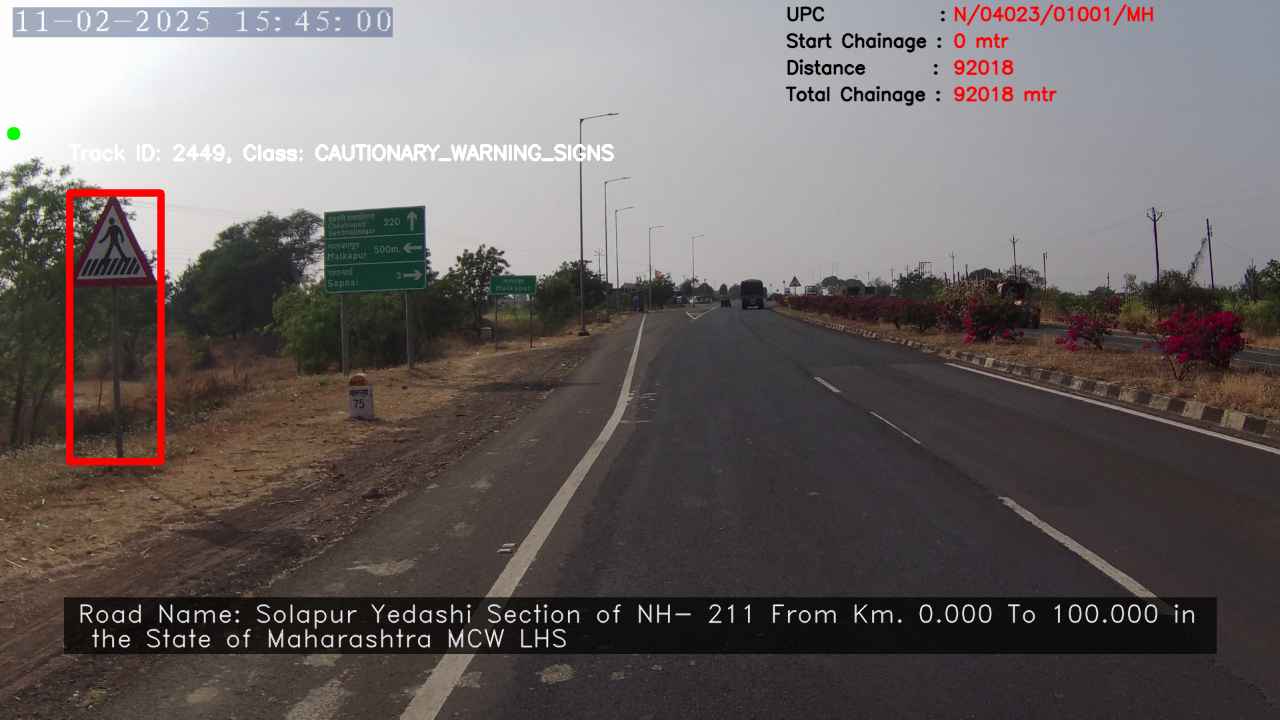 11-02-2025 15:45:00
UPC : N/04023/01001/MH
Start Chainage : 0 mtr
Distance : 92018
Total Chainage : 92018 mtr
Track ID: 2449, Class: CAUTIONARY_WARNING_SIGNS
220
500m.
Malkapur
Sapnai
Malkapur
75
Road Name: Solapur Yedashi Section of NH- 211 From Km. 0.000 To 100.000 in
the State of Maharashtra MCW LHS